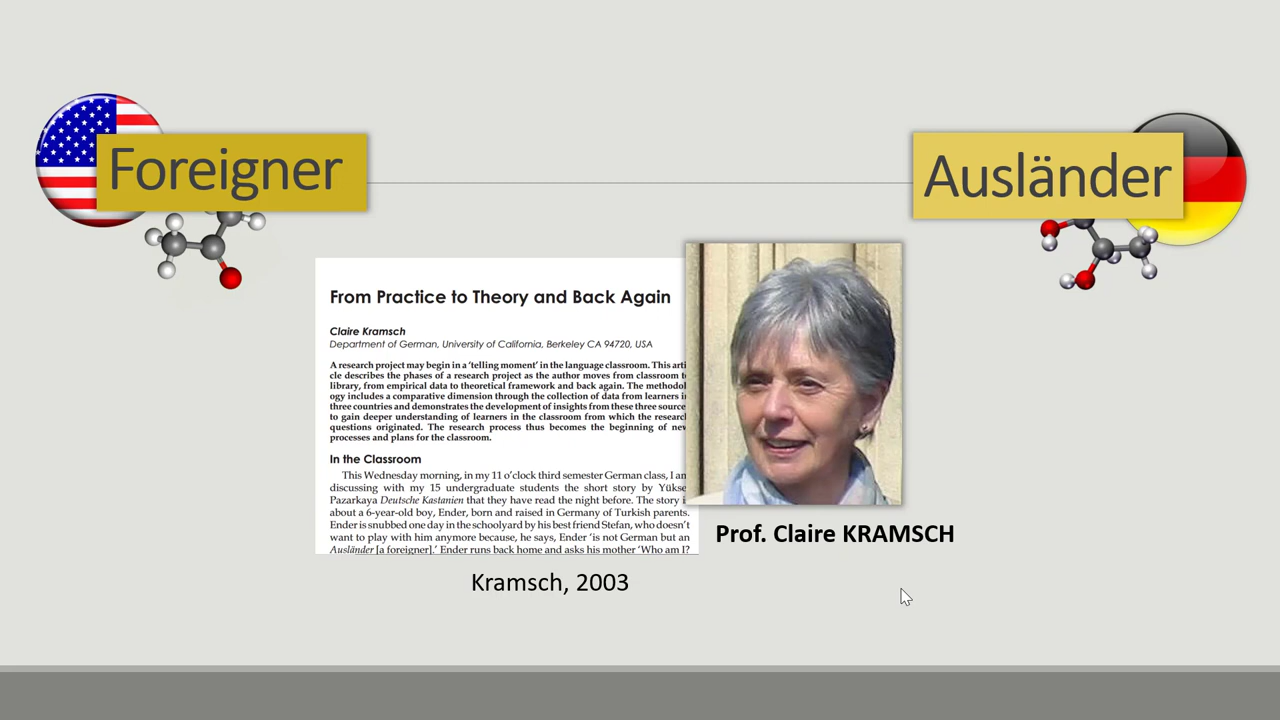 Foreigner
Ausländer
From Practice to Theory and Back Again
Claire Kramsch
Department of German, University of California, Berkeley CA 94720, USA
A research project may begin in a 'telling moment' in the language classroom. This arti
cle describes the phases of a research project as the author moves from classroom t
library, from empirical data to theoretical framework and back again. The methodol
ogy includes a comparative dimension through the collection of data from learners i
three countries and demonstrates the development of insights from these three source
to gain deeper understanding of learners in the classroom from which the researc
questions originated. The research process thus becomes the beginning of new
processes and plans for the classroom.
In the Classroom
This Wednesday morning, in my 11 o'clock third semester German class, I am
discussing with my 15 undergraduate students the short story by Yükse
Pazarkaya Deutsche Kastanien that they have read the night before. The story i
about a 6-year-old boy, Ender, born and raised in Germany of Turkish parents.
Ender is snubbed one day in the schoolyard by his best friend Stefan, who doesn't
want to play with him anymore because, he says, Ender 'is not German but an
Ausländer [a foreigner].' Ender runs back home and asks his mother 'Who am I?
Prof. Claire KRAMSCH
Kramsch, 2003